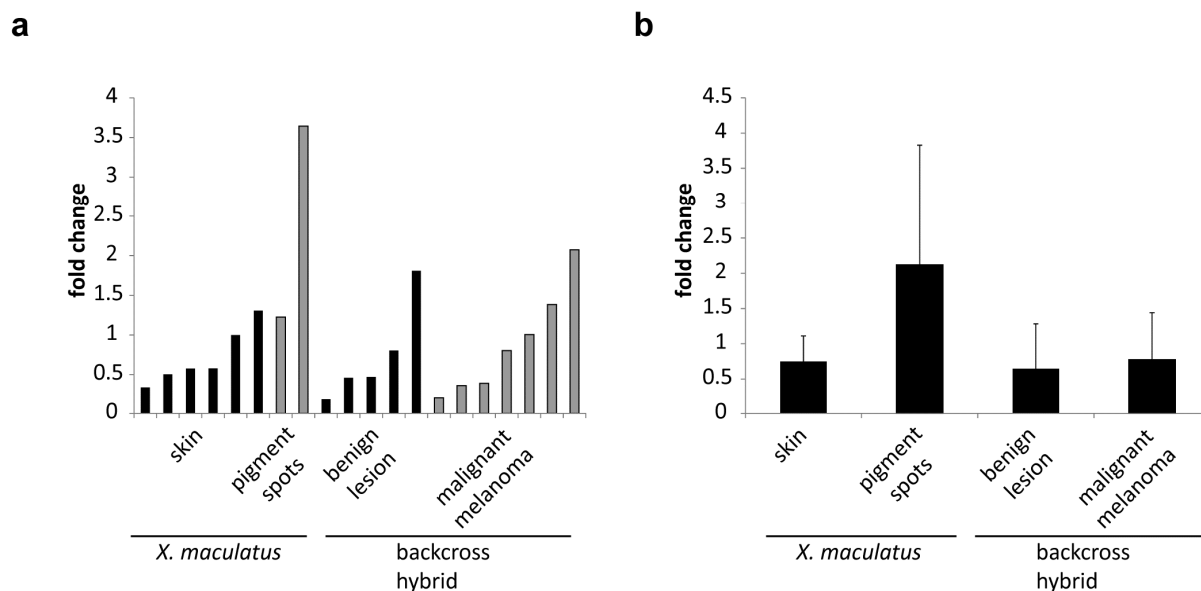 a
fold change
4
3.5
3
2.5
2
1.5
1
0.5
0
skin
pigment
spots
benign
lesion
malignant
melanoma
X. maculatus
backcross
hybrid
b
fold change
4.5
4
3.5
3
2.5
2
1.5
1
0.5
0
skin
pigment
spots
benign
lesion
malignant
melanoma
X. maculatus
backcross
hybrid